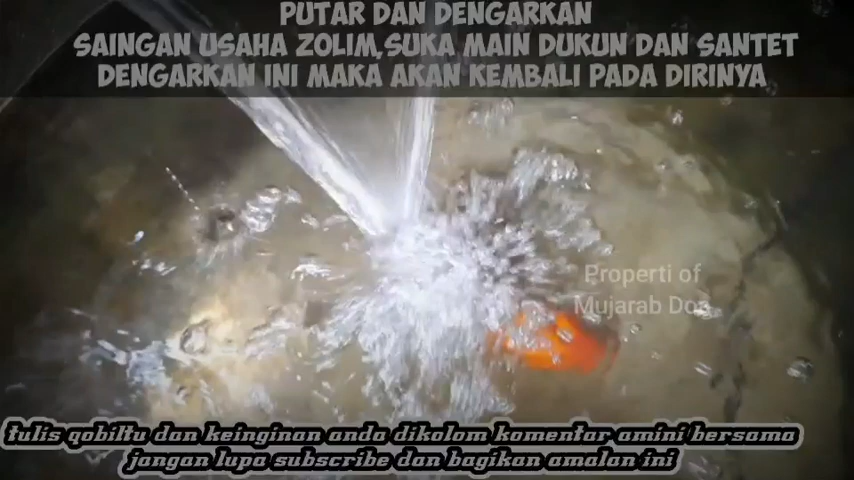 PUTAR DAN DENGARKAN
SAINGAN USAHA ZOLIM,SUKA MAIN DUKUN DAN SANTET
DENGARKAN INI MAKA AKAN KEMBALI PADA DIRINYA
Properti of
Mujarab Doa
tulis qobiltu dan keinginan anda dikolom komentar amini bersama
jangan lupa subscribe dan bagikan amalan ini